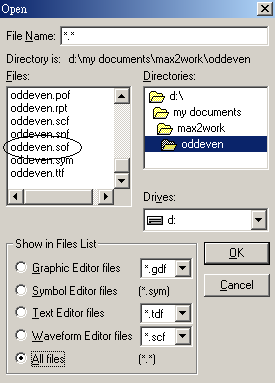 Open
File Name: *.*
Directory is: d:\my documents\max2work\oddeven
Files:
oddeven.pof
oddeven.rpt
oddeven.scf
oddeven.snf
oddeven.sof
oddeven.sym
oddeven.ttf
Directories:
d:\
my documents
max2work
oddeven
Drives:
d:
Show in Files List
Graphic Editor files *.gdf
Symbol Editor files (*.sym)
Text Editor files *.tdf
Waveform Editor files *.scf
All files (*.*)
OK
Cancel